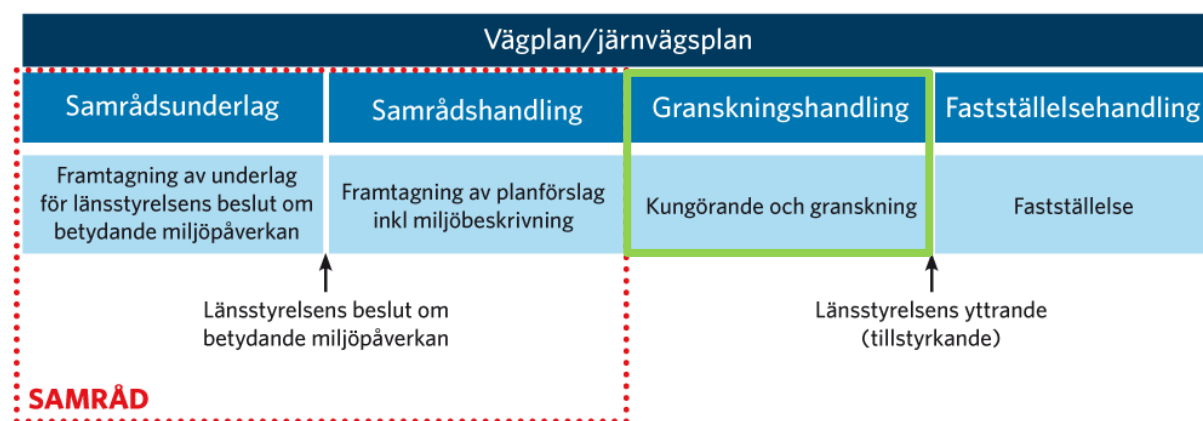 Vägplan/järnvägsplan
Samrådsunderlag
Samrådshandling
Granskningshandling
Fastställelsehandling
Framtagning av underlag
för länsstyrelsens beslut om
betydande miljöpåverkan
Framtagning av planförslag
inkl miljöbeskrivning
Kungörande och granskning
Fastställelse
Länsstyrelsens beslut om
betydande miljöpåverkan
Länsstyrelsens yttrande
(tillstyrkande)
SAMRÅD